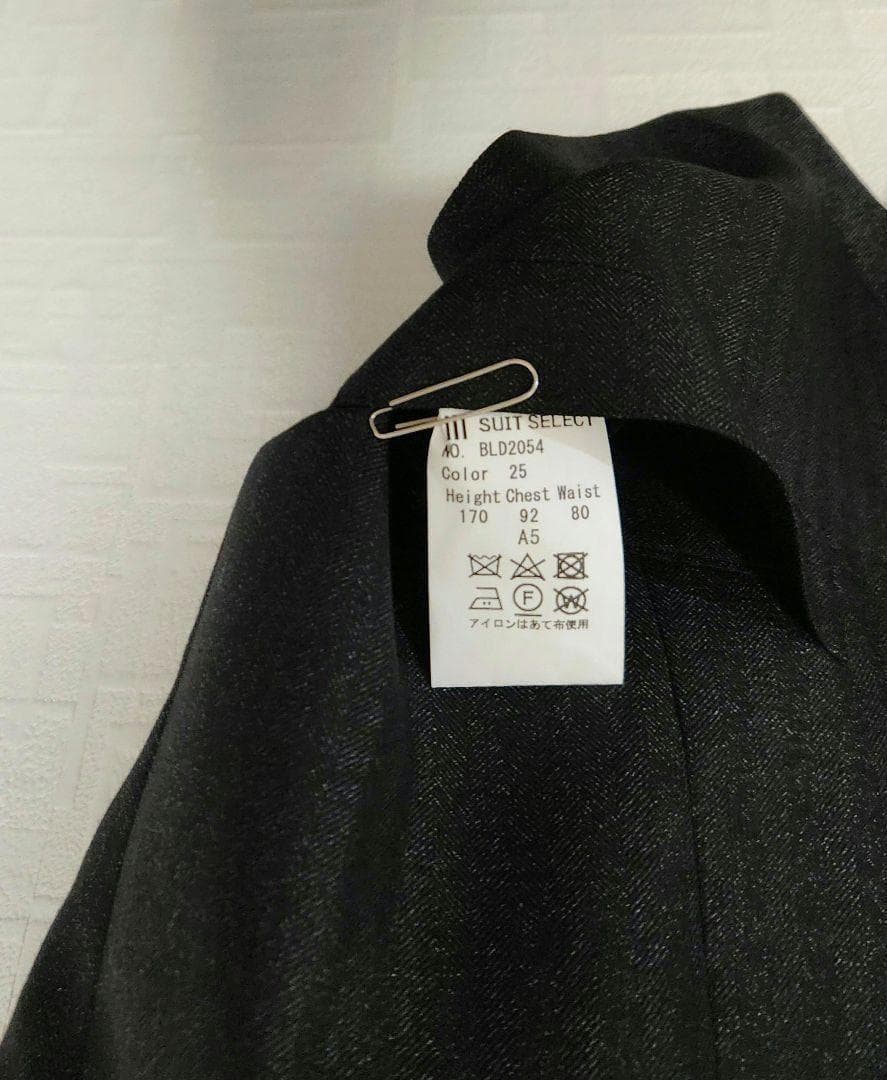 SUIT SELECT
NO. BLD2054
Color 25
Height Chest Waist
170 92 80
A5
F W
アイロンはあて布使用